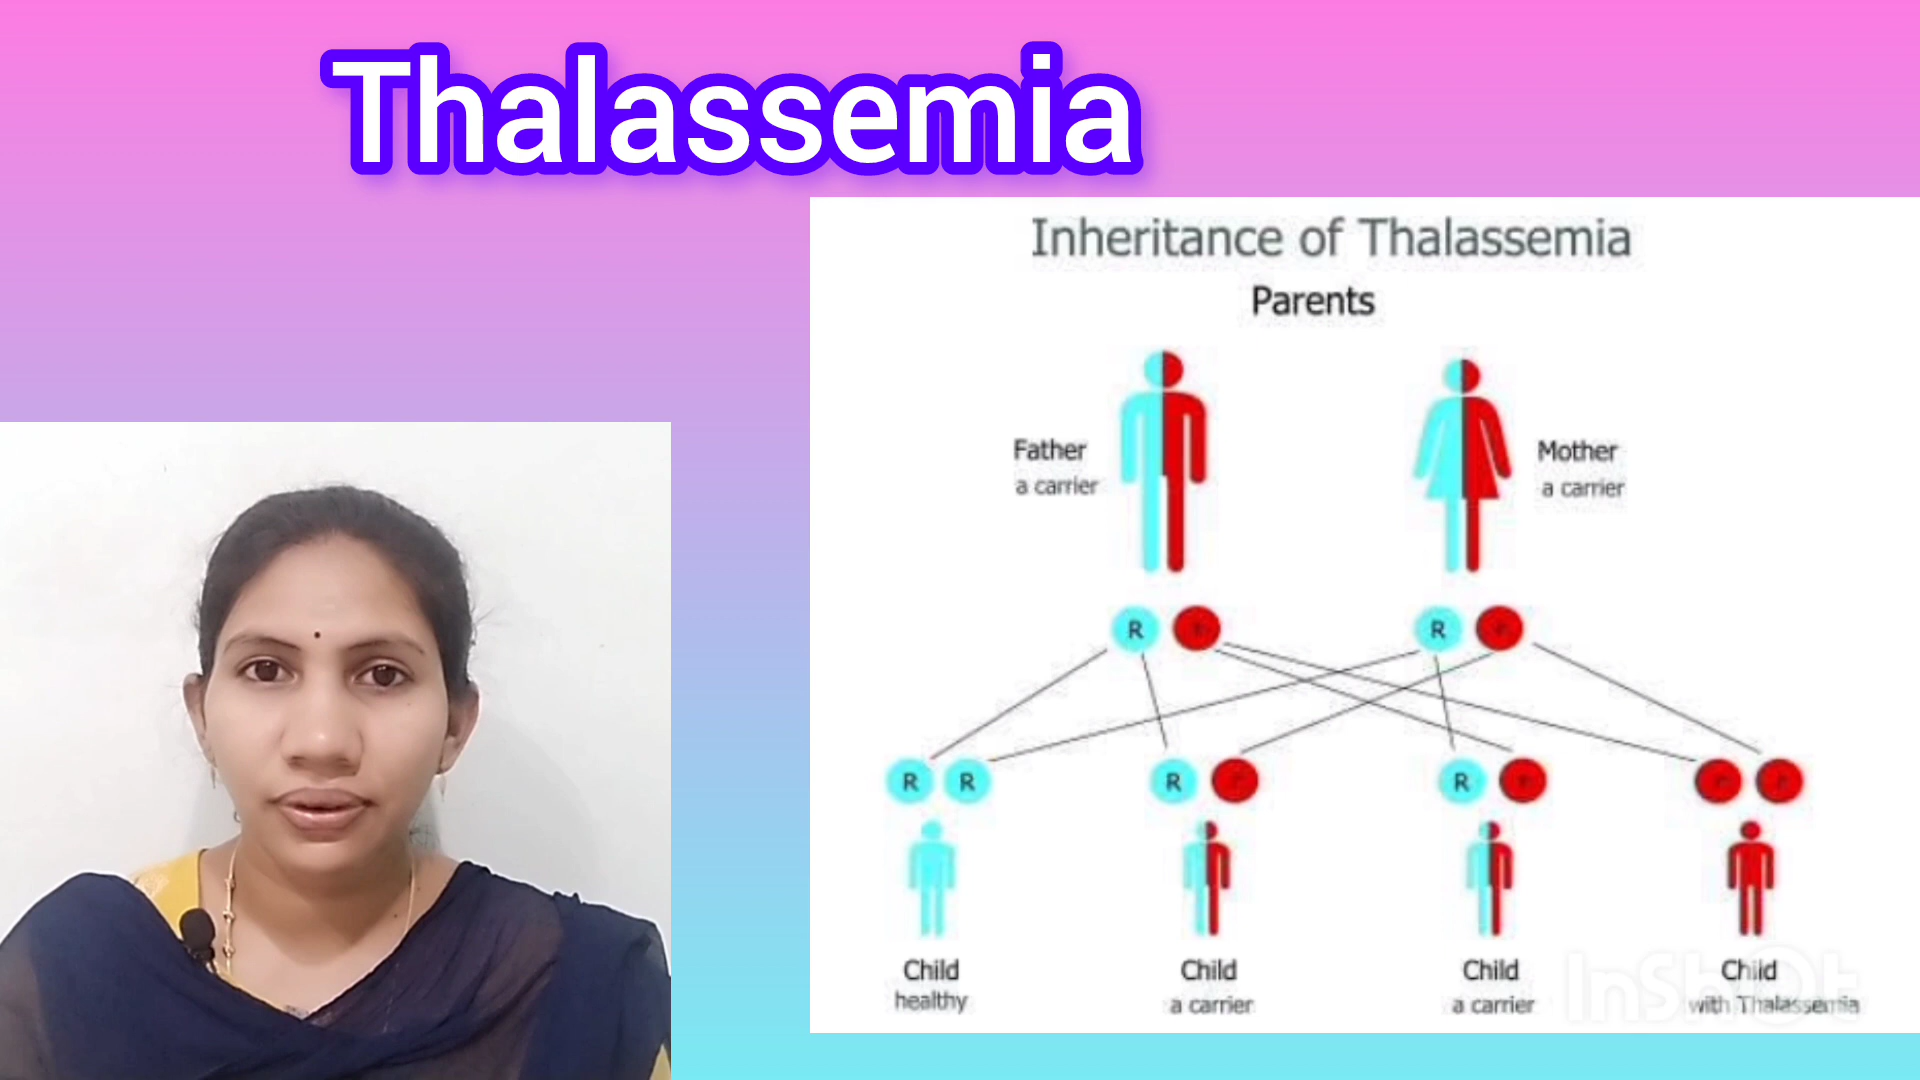 Thalassemia
Inheritance of Thalassemia
Parents
Father
a carrier
Mother
a carrier
R r R r
R R R r R r r r
Child
healthy
Child
a carrier
Child
a carrier
Child
with Thalassemia
InShOt